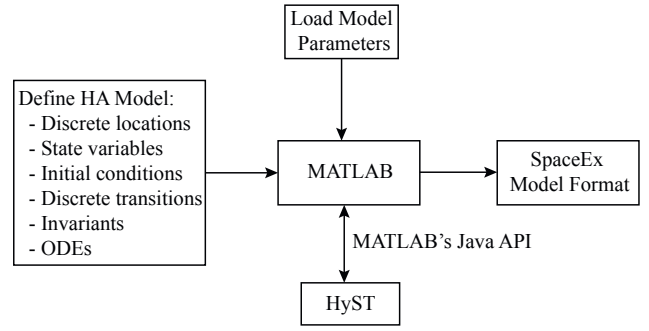 Load Model
Parameters
Define HA Model:
- Discrete locations
- State variables
- Initial conditions
- Discrete transitions
- Invariants
- ODEs
MATLAB
SpaceEx
Model Format
MATLAB's Java API
HyST